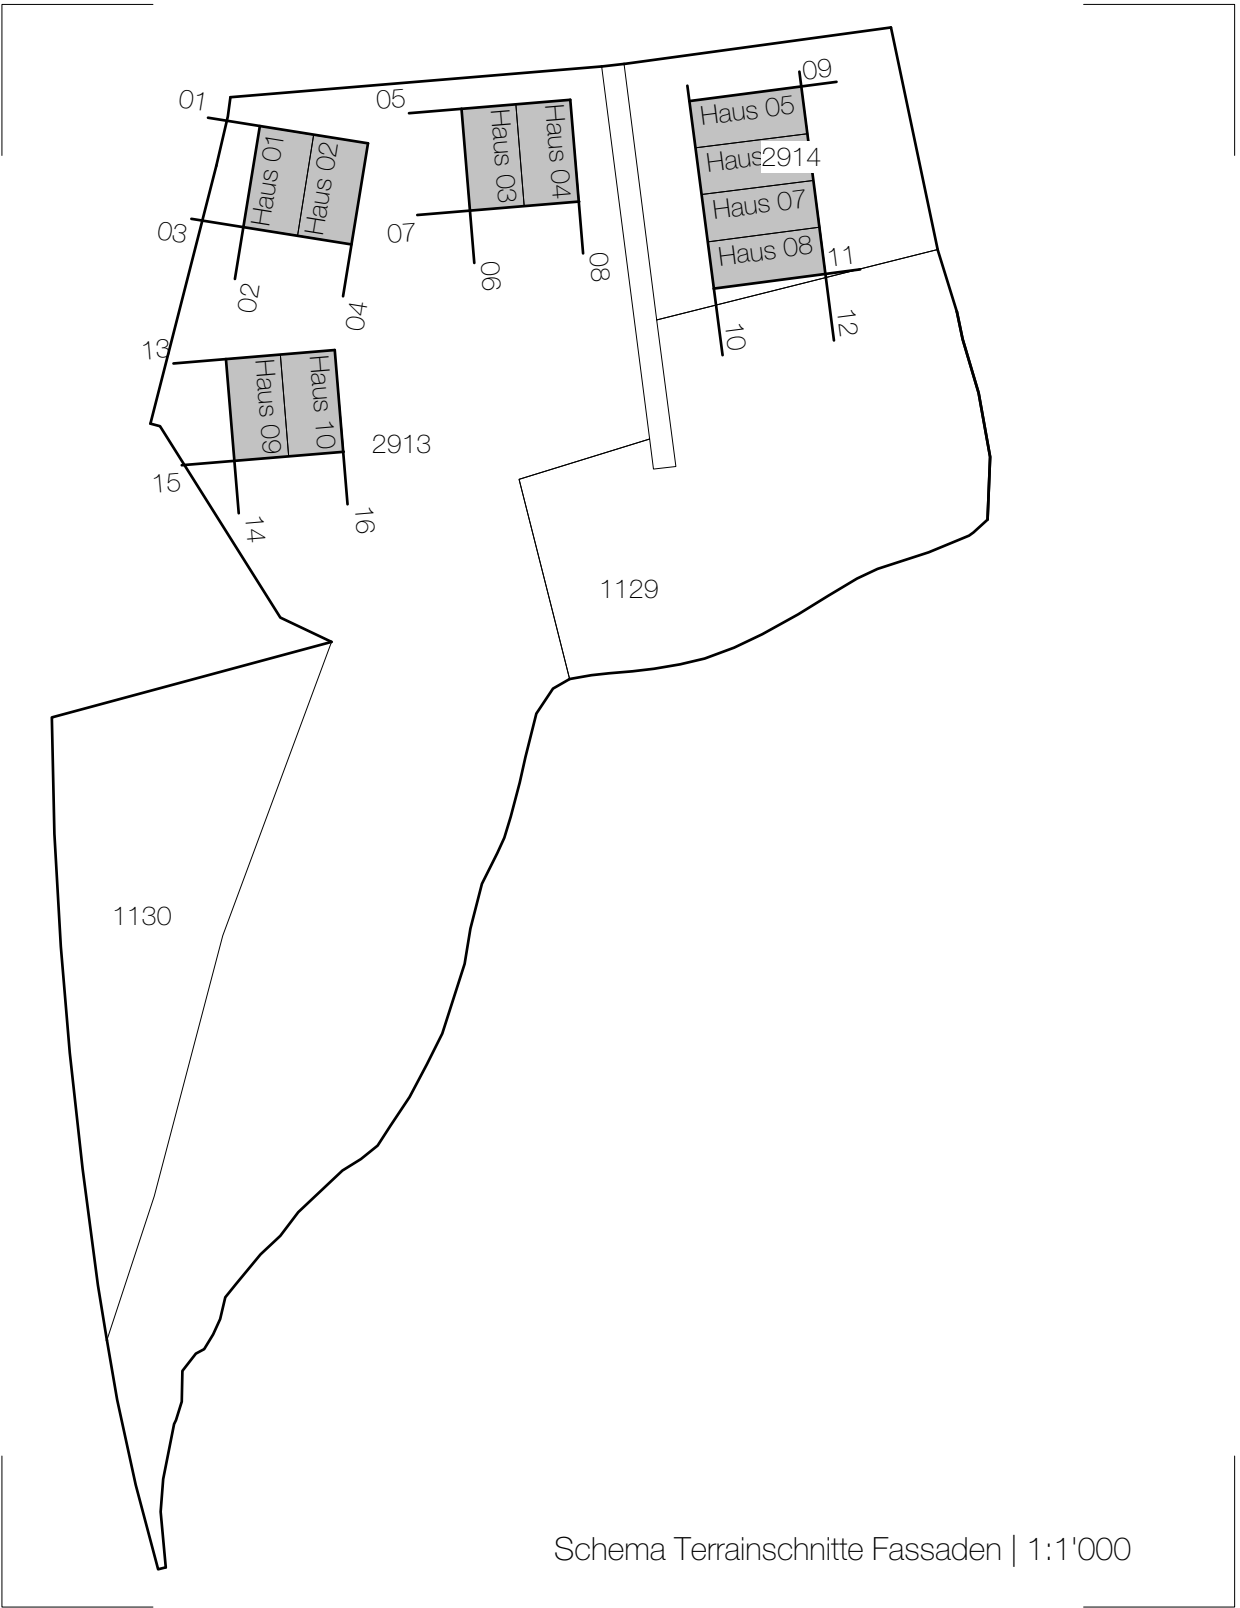 01
Haus 01
Haus 02
03
02
04
05
Haus 03
Haus 04
07
06
08
09
Haus 05
Haus
2914
Haus 07
Haus 08
11
10
12
13
Haus 09
Haus 10
15
14
16
2913
1129
1130
Schema Terrainschnitte Fassaden | 1:1'000